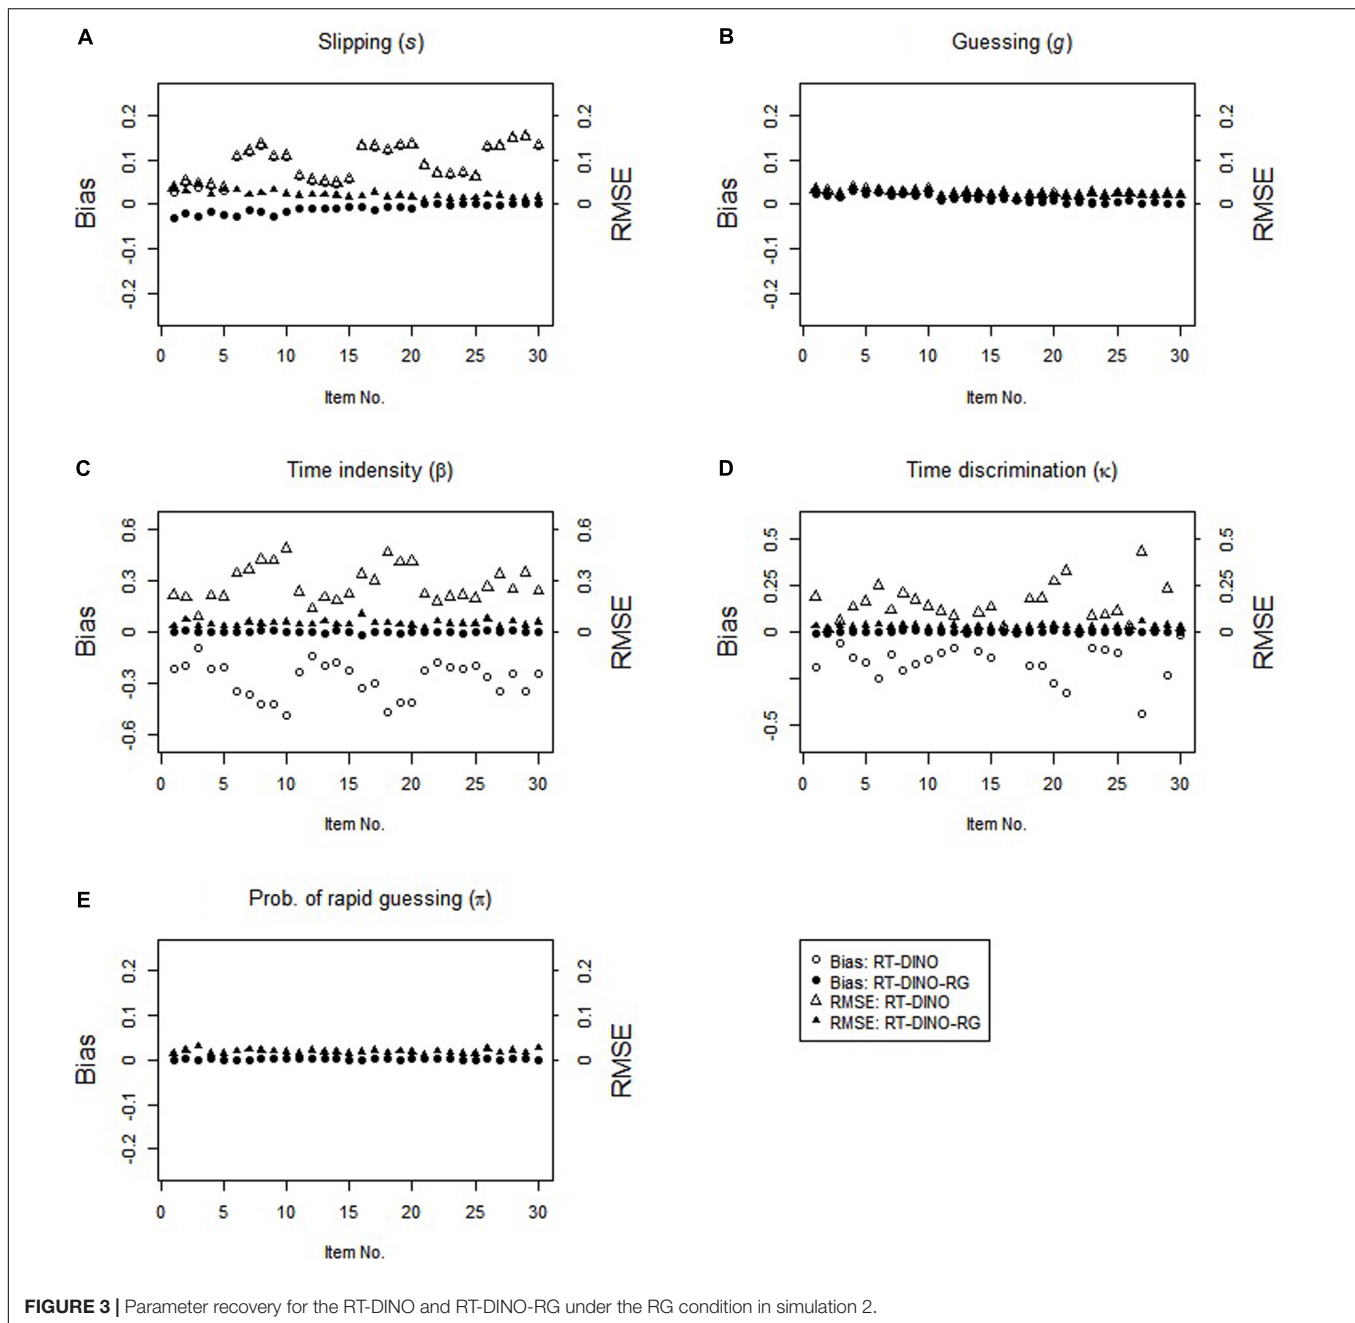 A
Slipping (s)
0.2
0.1
0
-0.1
-0.2
Bias
0.2
0.1
0
RMSE
0 5 10 15 20 25 30
Item No.
B
Guessing (g)
0.2
0.1
0
-0.1
-0.2
Bias
0.2
0.1
0
RMSE
0 5 10 15 20 25 30
Item No.
C
Time indensity (β)
0.6
0.3
0
-0.3
-0.6
Bias
0.6
0.3
0
RMSE
0 5 10 15 20 25 30
Item No.
D
Time discrimination (κ)
0.5
0.25
0
-0.5
Bias
0.5
0.25
0
RMSE
0 5 10 15 20 25 30
Item No.
E
Prob. of rapid guessing (π)
0.2
0.1
0
-0.1
-0.2
Bias
0.2
0.1
0
RMSE
0 5 10 15 20 25 30
Item No.
Bias: RT-DINO
Bias: RT-DINO-RG
RMSE: RT-DINO
RMSE: RT-DINO-RG
FIGURE 3 | Parameter recovery for the RT-DINO and RT-DINO-RG under the RG condition in simulation 2.